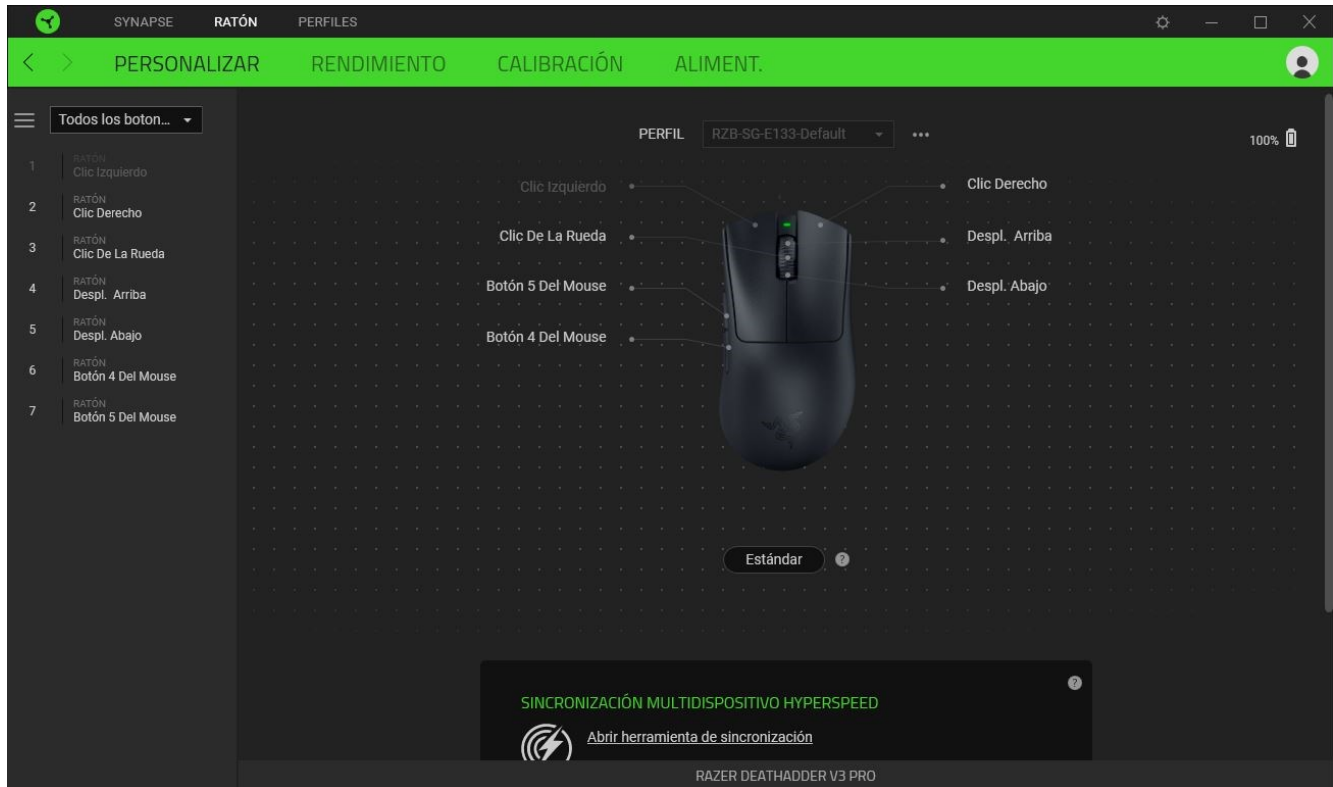 SYNAPSE RATÓN PERFILES
PERSONALIZAR RENDIMIENTO CALIBRACIÓN ALIMENT.
Todos los boton...
PERFIL RZB-SG-E133-Default
100%
1 RATÓN
Clic Izquierdo
2 RATÓN
Clic Derecho
3 RATÓN
Clic De La Rueda
4 RATÓN
Despl. Arriba
5 RATÓN
Despl. Abajo
6 RATÓN
Botón 4 Del Mouse
7 RATÓN
Botón 5 Del Mouse
Clic Izquierdo Clic Derecho
Clic De La Rueda Despl. Arriba
Botón 5 Del Mouse Despl. Abajo
Botón 4 Del Mouse
Estándar ?
?
SINCRONIZACIÓN MULTIDISPOSITIVO HYPERSPEED
Abrir herramienta de sincronización
RAZER DEATHADDER V3 PRO